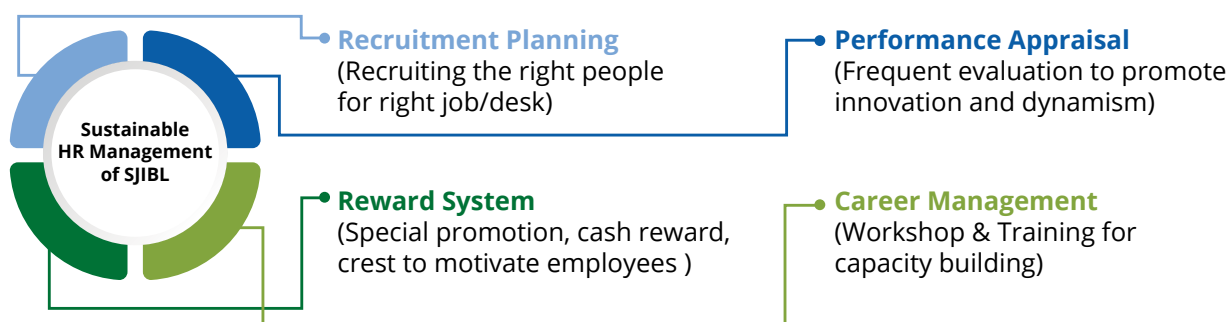 Sustainable
HR Management
of SJIBL
Recruitment Planning
(Recruiting the right people
for right job/desk)
Performance Appraisal
(Frequent evaluation to promote
innovation and dynamism)
Reward System
(Special promotion, cash reward,
crest to motivate employees )
Career Management
(Workshop & Training for
capacity building)